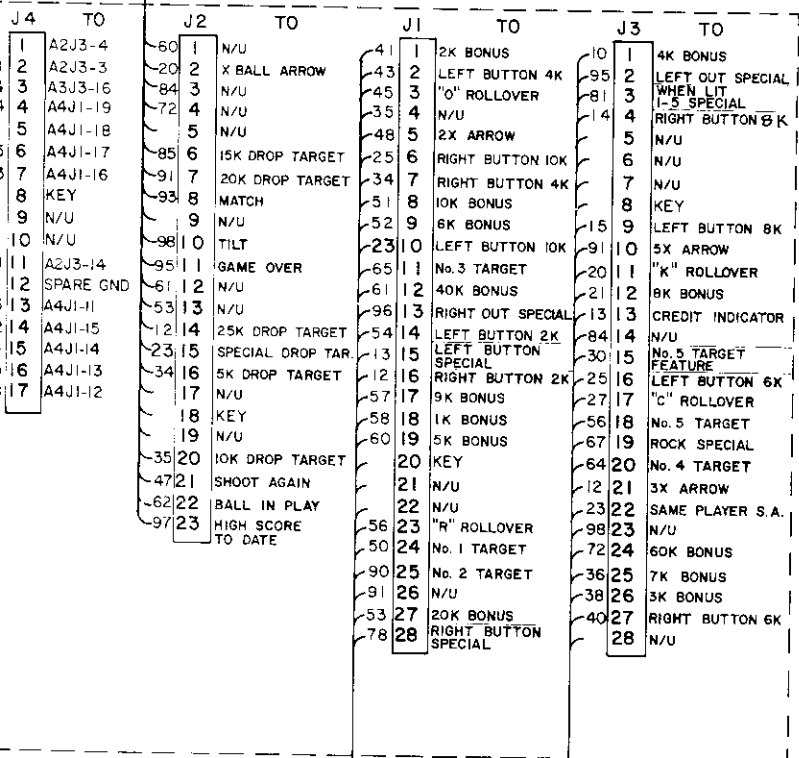 J4 TO
1 A2J3-4
2 A2J3-3
3 A3J3-16
4 A4J1-19
5 A4J1-18
6 A4J1-17
7 A4J1-16
8 KEY
9 N/U
10 N/U
11 A2J3-14
12 SPARE GND
13 A4J1-11
14 A4J1-15
15 A4J1-14
16 A4J1-13
17 A4J1-12
J2 TO
60 1 N/U
20 2 X BALL ARROW
84 3 N/U
72 4 N/U
5 N/U
85 6 15K DROP TARGET
91 7 20K DROP TARGET
93 8 MATCH
9 N/U
98 10 TILT
95 11 GAME OVER
61 12 N/U
53 13 N/U
12 14 25K DROP TARGET
23 15 SPECIAL DROP TAR.
34 16 5K DROP TARGET
17 N/U
18 KEY
19 N/U
35 20 10K DROP TARGET
47 21 SHOOT AGAIN
62 22 BALL IN PLAY
97 23 HIGH SCORE
TO DATE
J1 TO
41 1 2K BONUS
43 2 LEFT BUTTON 4K
45 3 "O" ROLLOVER
35 4 N/U
48 5 2X ARROW
25 6 RIGHT BUTTON 10K
34 7 RIGHT BUTTON 4K
51 8 10K BONUS
52 9 6K BONUS
23 10 LEFT BUTTON 10K
65 11 No. 3 TARGET
61 12 40K BONUS
96 13 RIGHT OUT SPECIAL
54 14 LEFT BUTTON 2K
13 15 LEFT BUTTON
SPECIAL
12 16 RIGHT BUTTON 2K
57 17 9K BONUS
58 18 1K BONUS
60 19 5K BONUS
20 KEY
21 N/U
22 N/U
56 23 "R" ROLLOVER
50 24 No. 1 TARGET
90 25 No. 2 TARGET
91 26 N/U
53 27 20K BONUS
78 28 RIGHT BUTTON
SPECIAL
J3 TO
10 1 4K BONUS
95 2 LEFT OUT SPECIAL
81 3 WHEN LIT
1-5 SPECIAL
14 4 RIGHT BUTTON 8K
5 N/U
6 N/U
7 N/U
8 KEY
15 9 LEFT BUTTON 8K
91 10 5X ARROW
20 11 "K" ROLLOVER
21 12 8K BONUS
13 13 CREDIT INDICATOR
84 14 N/U
30 15 No. 5 TARGET
FEATURE
25 16 LEFT BUTTON 6K
27 17 "C" ROLLOVER
56 18 No. 5 TARGET
67 19 ROCK SPECIAL
64 20 No. 4 TARGET
12 21 3X ARROW
23 22 SAME PLAYER S.A.
98 23 N/U
72 24 60K BONUS
36 25 7K BONUS
38 26 3K BONUS
40 27 RIGHT BUTTON 6K
28 N/U